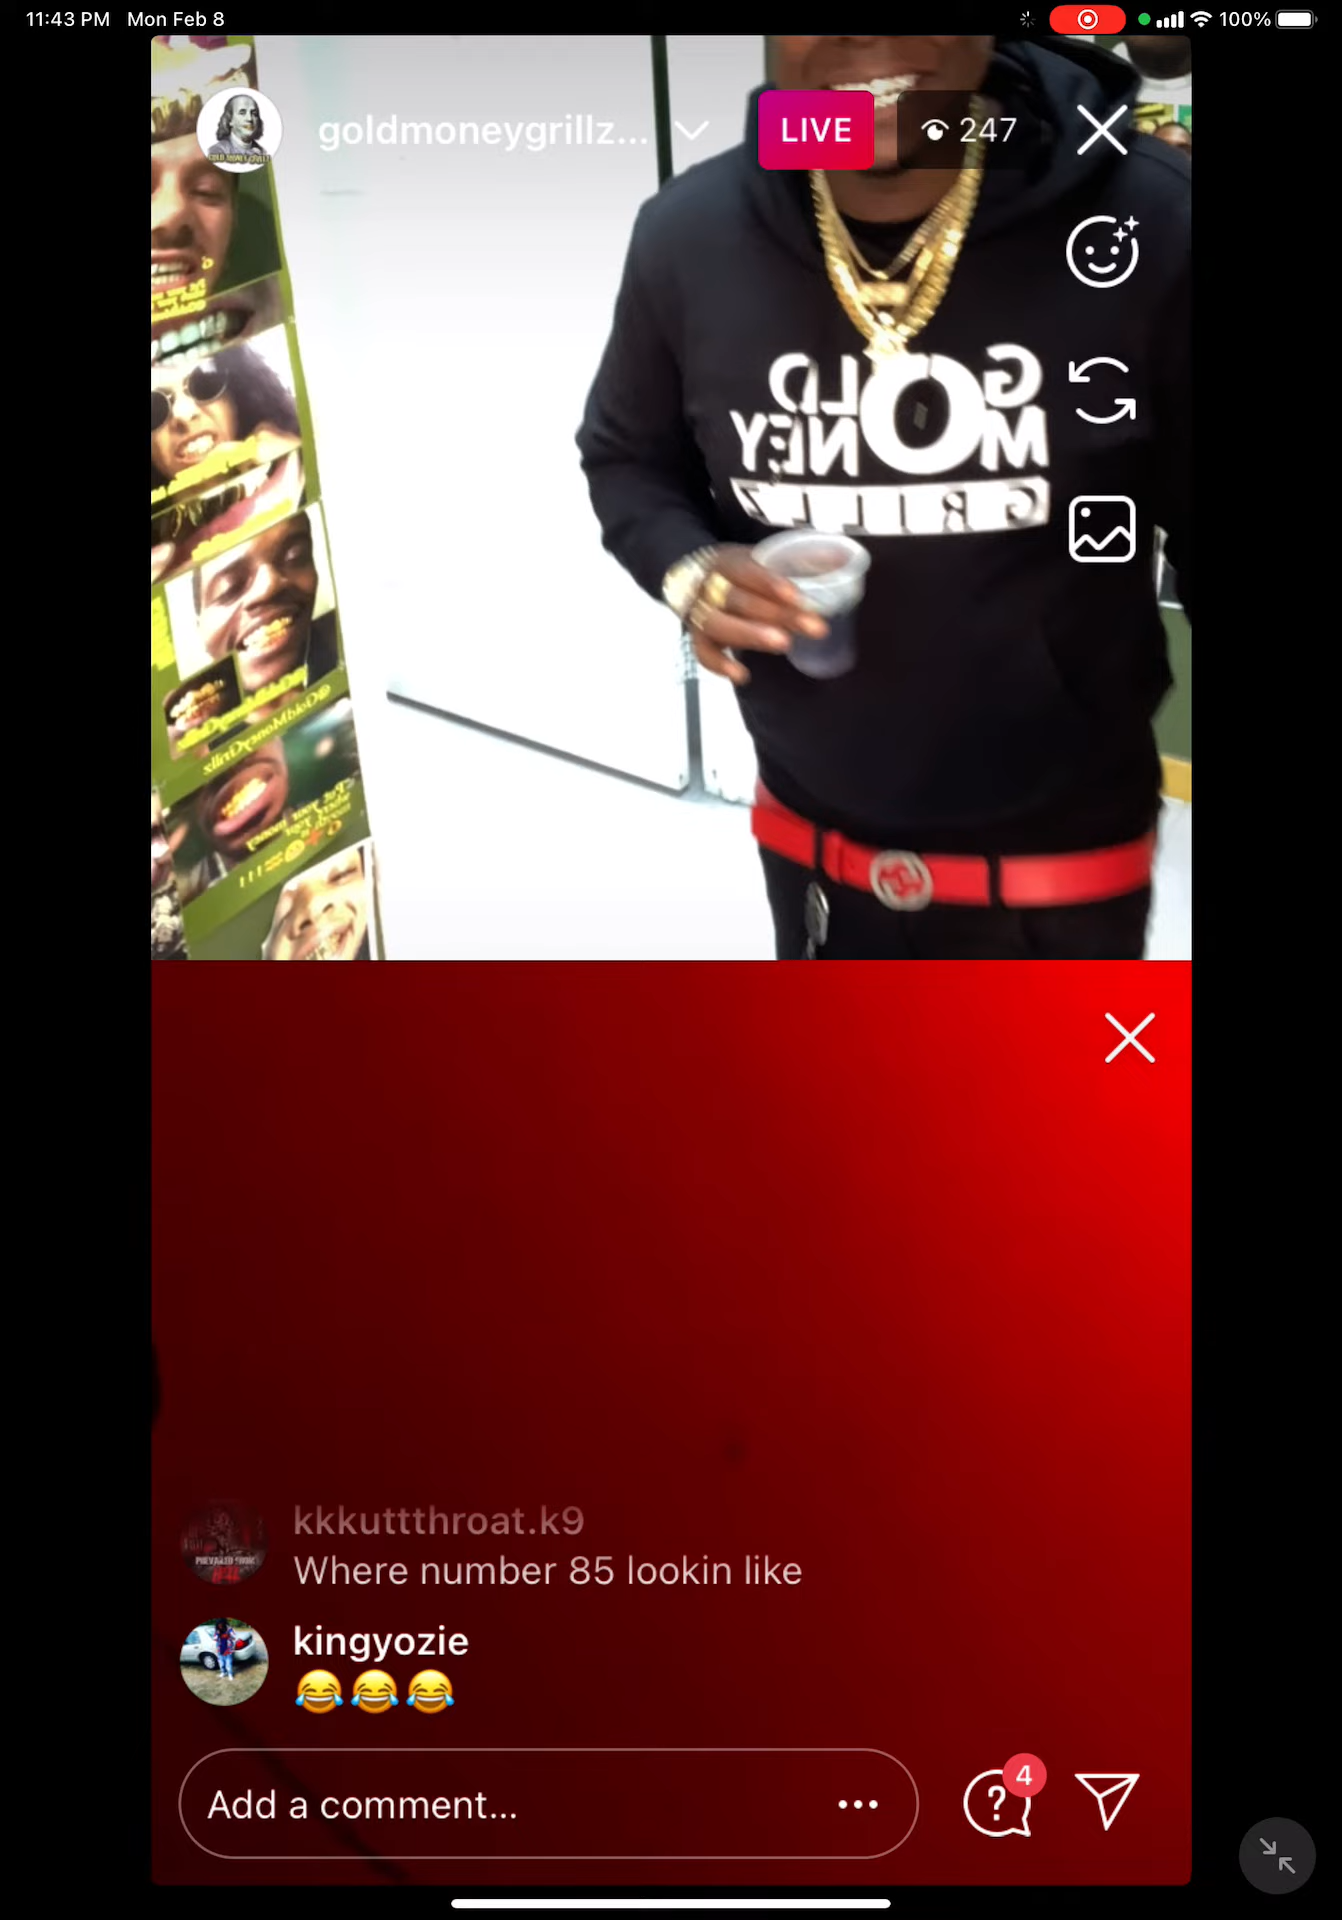 11:43 PM Mon Feb 8
100%
goldmoneygrillz...
LIVE
247
GOLD
MONEY
GRILLZ
kkkuttthroat.k9
Where number 85 lookin like
kingyozie
😂😂😂
Add a comment...
4